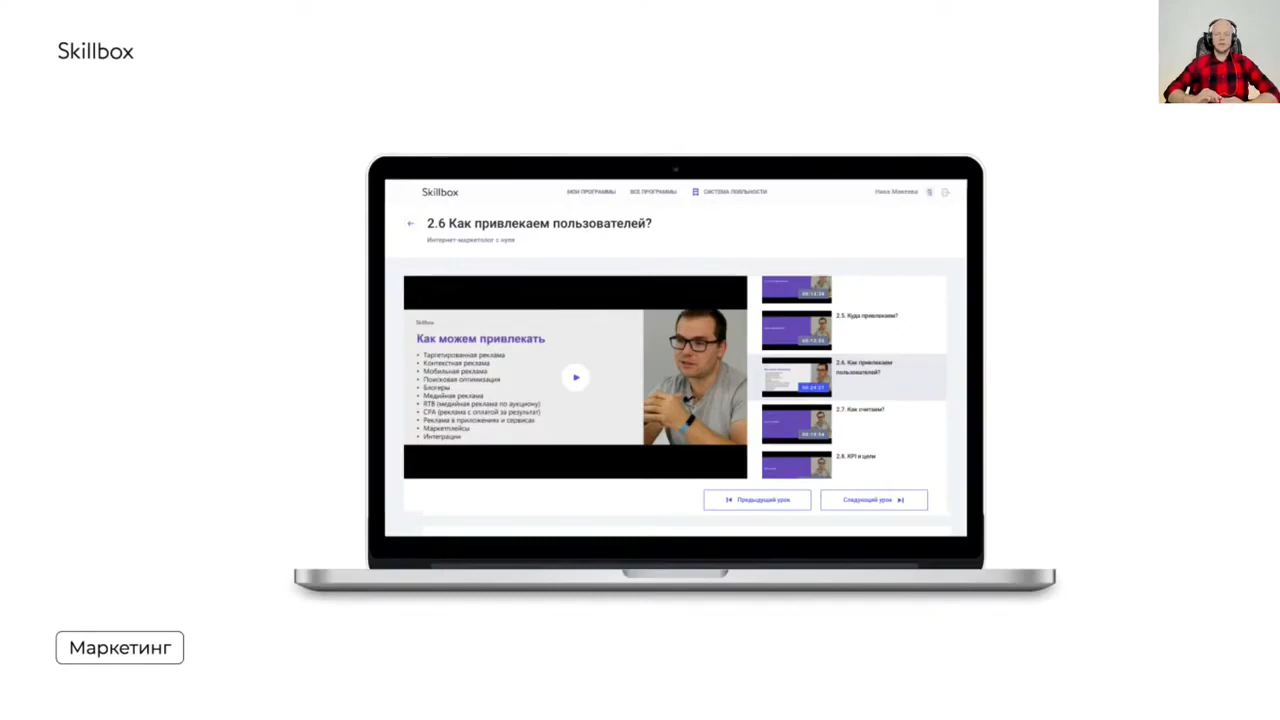 Skillbox
Skillbox
МОИ ПРОГРАММЫ ВСЕ ПРОГРАММЫ СИСТЕМА ЛОЯЛЬНОСТИ Ника Макеева
2.6 Как привлекаем пользователей?
Интернет-маркетолог с нуля
Skillbox
Как можем привлекать
• Таргетированная реклама
• Контекстная реклама
• Мобильная реклама
• Поисковая оптимизация
• Блогеры
• Медийная реклама
• RTB (медийная реклама по аукциону)
• CPA (реклама с оплатой за результат)
• Реклама в приложениях и сервисах
• Маркетплейсы
• Интеграции
2.5. Куда привлекаем?
2.6. Как привлекаем
пользователей?
2.7. Как считаем?
2.8. KPI и цели
Предыдущий урок
Следующий урок
Маркетинг